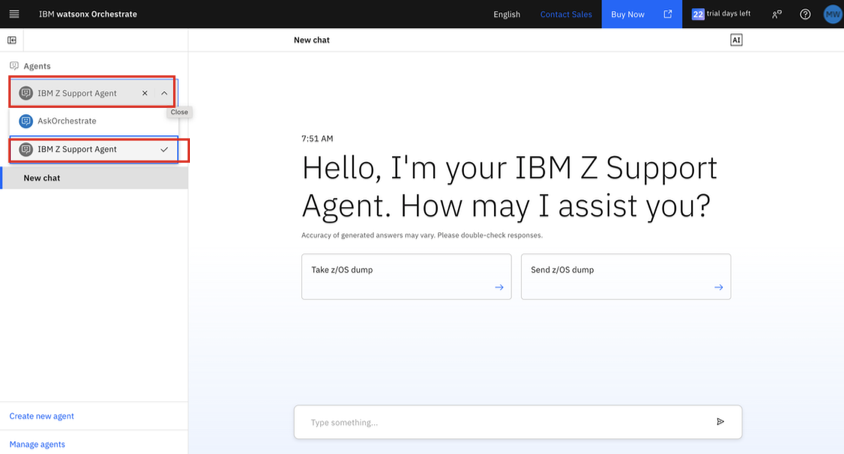 IBM watsonx Orchestrate
English
Contact Sales
Buy Now
22 trial days left
MW
New chat
AI
Agents
IBM Z Support Agent
Close
AskOrchestrate
IBM Z Support Agent
New chat
7:51 AM
Hello, I'm your IBM Z Support
Agent. How may I assist you?
Accuracy of generated answers may vary. Please double-check responses.
Take z/OS dump
Send z/OS dump
Type something...
Create new agent
Manage agents